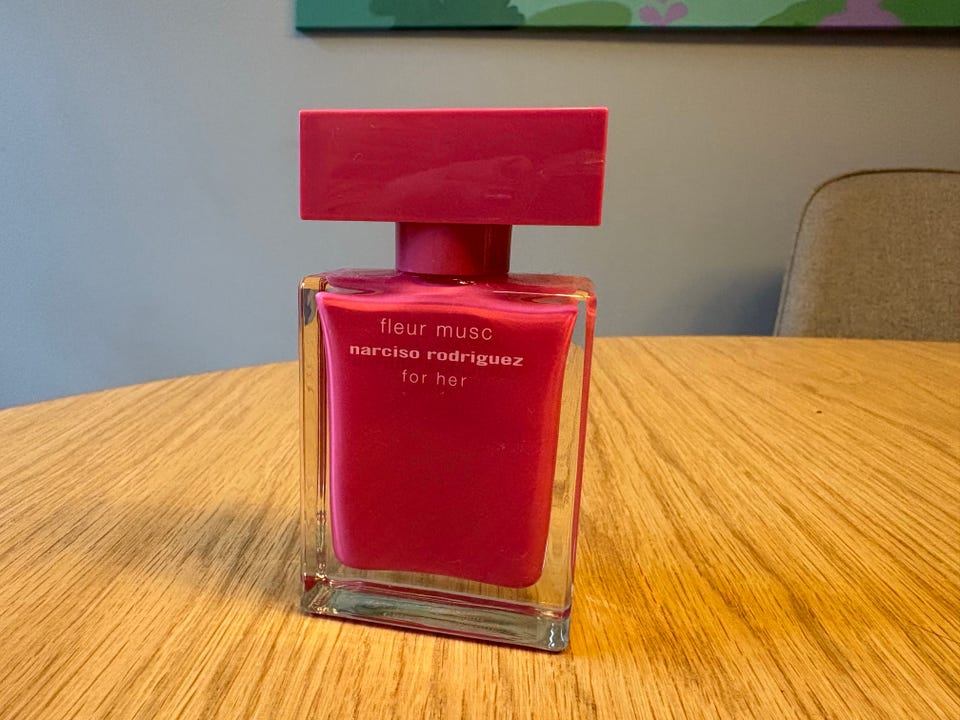 fleur musc
narciso rodriguez
for her